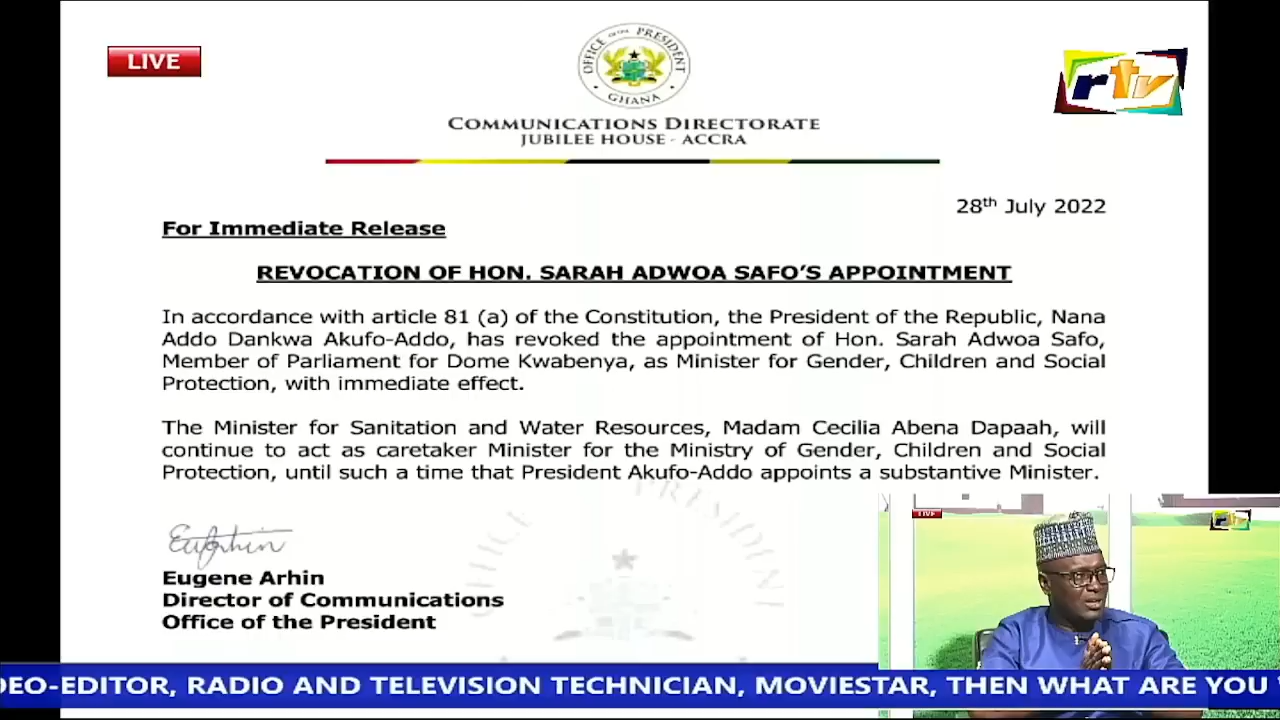 LIVE
OFFICE OF THE PRESIDENT
GHANA
rtv
COMMUNICATIONS DIRECTORATE
JUBILEE HOUSE - ACCRA
28th July 2022
For Immediate Release
REVOCATION OF HON. SARAH ADWOA SAFO'S APPOINTMENT
In accordance with article 81 (a) of the Constitution, the President of the Republic, Nana
Addo Dankwa Akufo-Addo, has revoked the appointment of Hon. Sarah Adwoa Safo,
Member of Parliament for Dome Kwabenya, as Minister for Gender, Children and Social
Protection, with immediate effect.
The Minister for Sanitation and Water Resources, Madam Cecilia Abena Dapaah, will
continue to act as caretaker Minister for the Ministry of Gender, Children and Social
Protection, until such a time that President Akufo-Addo appoints a substantive Minister.
Eugene Arhin
Director of Communications
Office of the President
LIVE
rtv
DEO-EDITOR, RADIO AND TELEVISION TECHNICIAN, MOVIESTAR, THEN WHAT ARE YOU